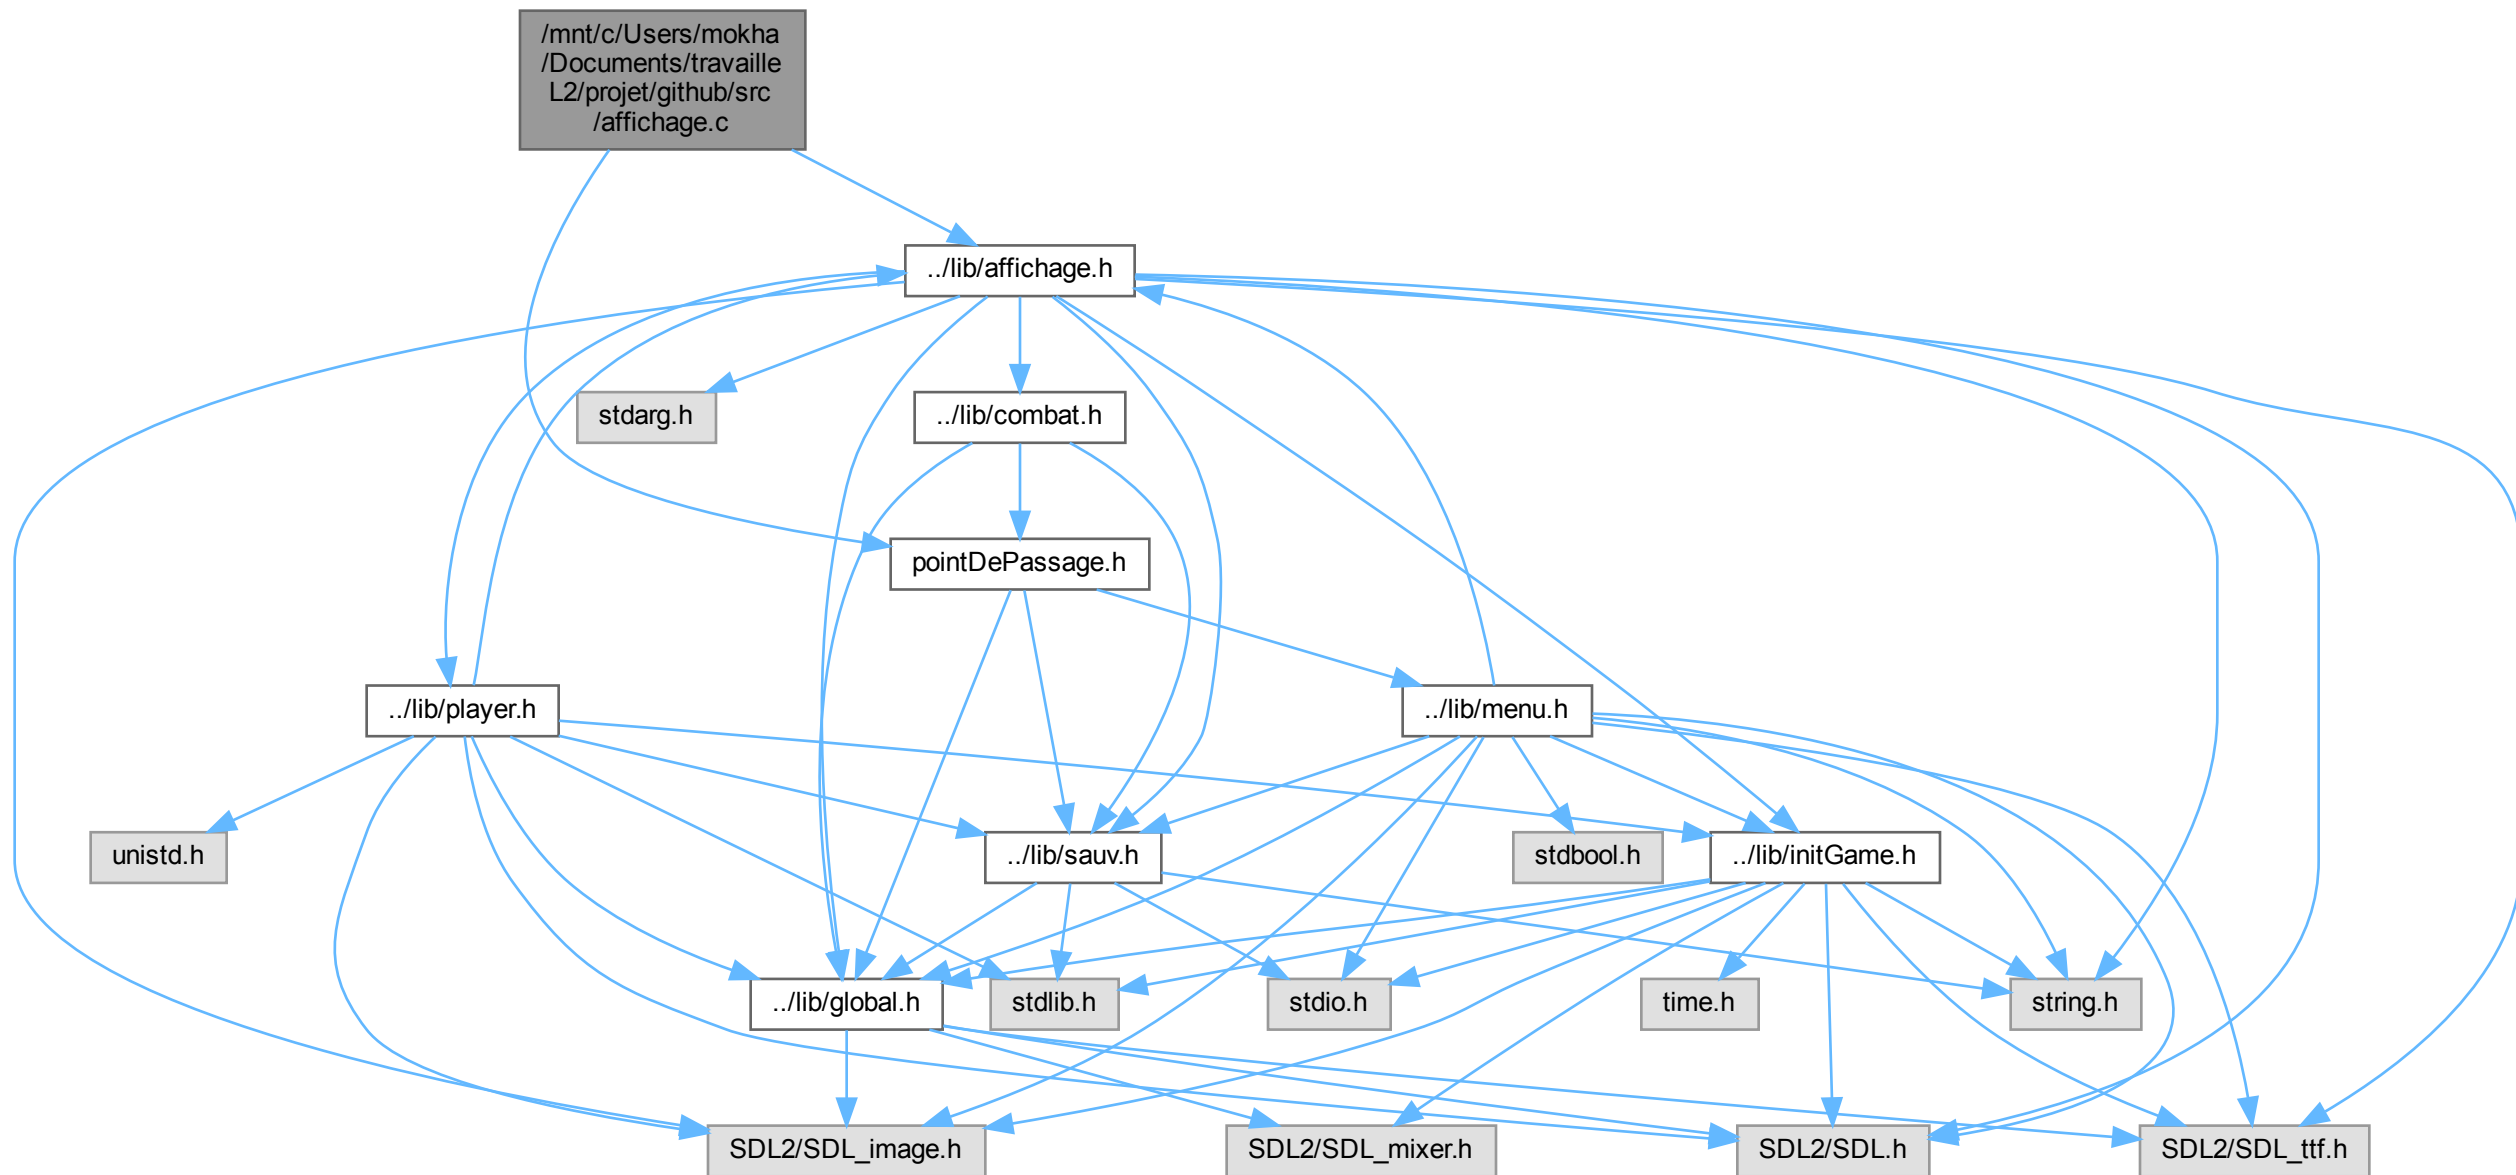 /mnt/c/Users/mokha
/Documents/travaille
L2/projet/github/src
/affichage.c
../lib/affichage.h
stdarg.h
../lib/combat.h
pointDePassage.h
../lib/player.h
../lib/menu.h
unistd.h
../lib/sauv.h
stdbool.h
../lib/initGame.h
../lib/global.h
stdlib.h
stdio.h
time.h
string.h
SDL2/SDL_image.h
SDL2/SDL_mixer.h
SDL2/SDL.h
SDL2/SDL_ttf.h